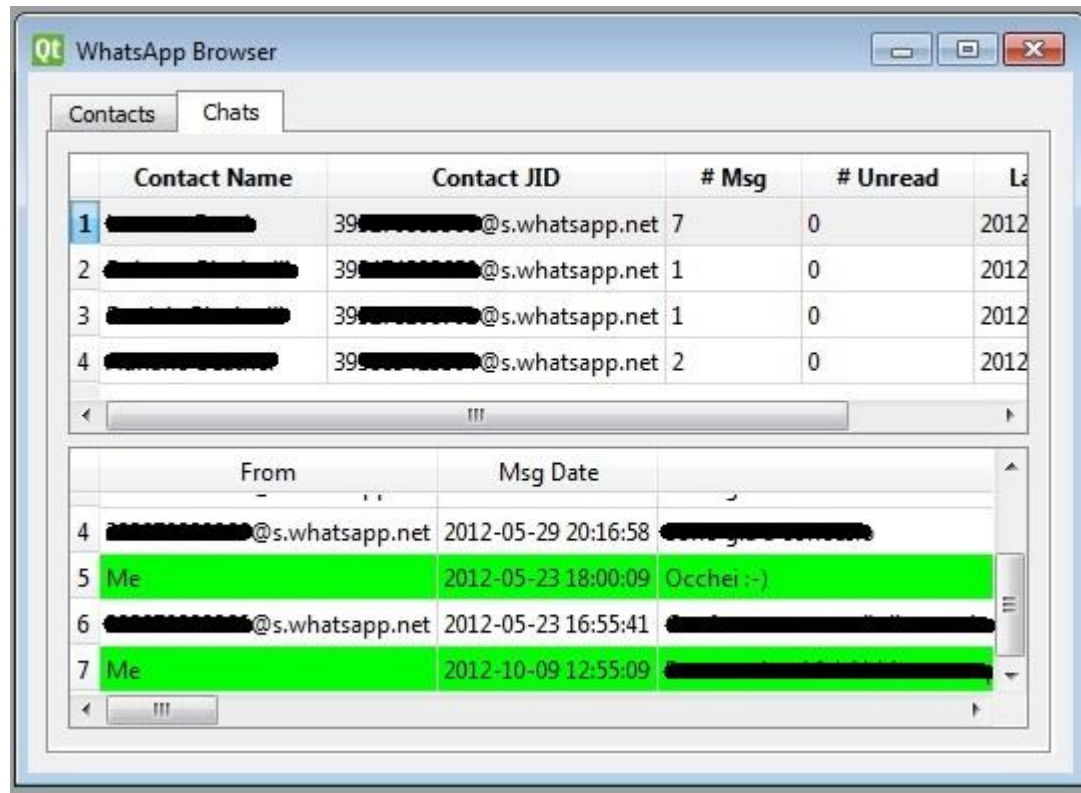 Qt WhatsApp Browser
Contacts Chats
Contact Name Contact JID # Msg # Unread La
1 39 @s.whatsapp.net 7 0 2012
2 39 @s.whatsapp.net 1 0 2012
3 39 @s.whatsapp.net 1 0 2012
4 39 @s.whatsapp.net 2 0 2012
From Msg Date
4 @s.whatsapp.net 2012-05-29 20:16:58
5 Me 2012-05-23 18:00:09 Occhei :-)
6 @s.whatsapp.net 2012-05-23 16:55:41
7 Me 2012-10-09 12:55:09